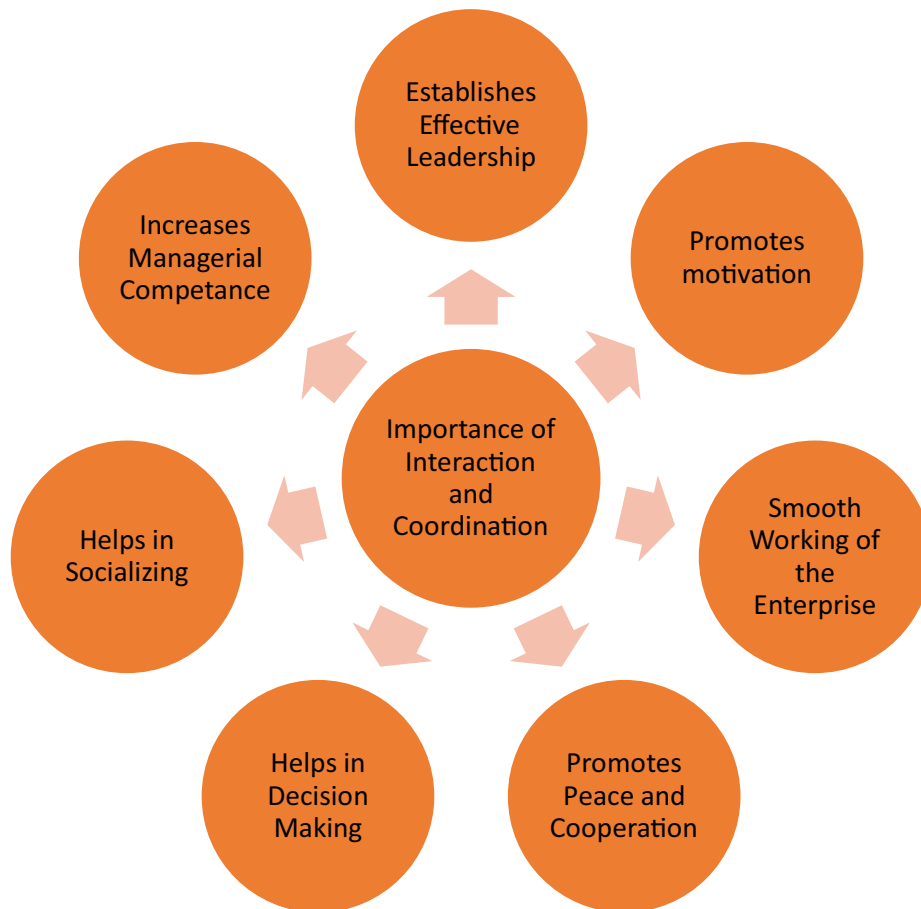 Establishes
Effective
Leadership
Promotes
motivation
Smooth
Working of
the
Enterprise
Promotes
Peace and
Cooperation
Helps in
Decision
Making
Helps in
Socializing
Increases
Managerial
Competance
Importance of
Interaction
and
Coordination